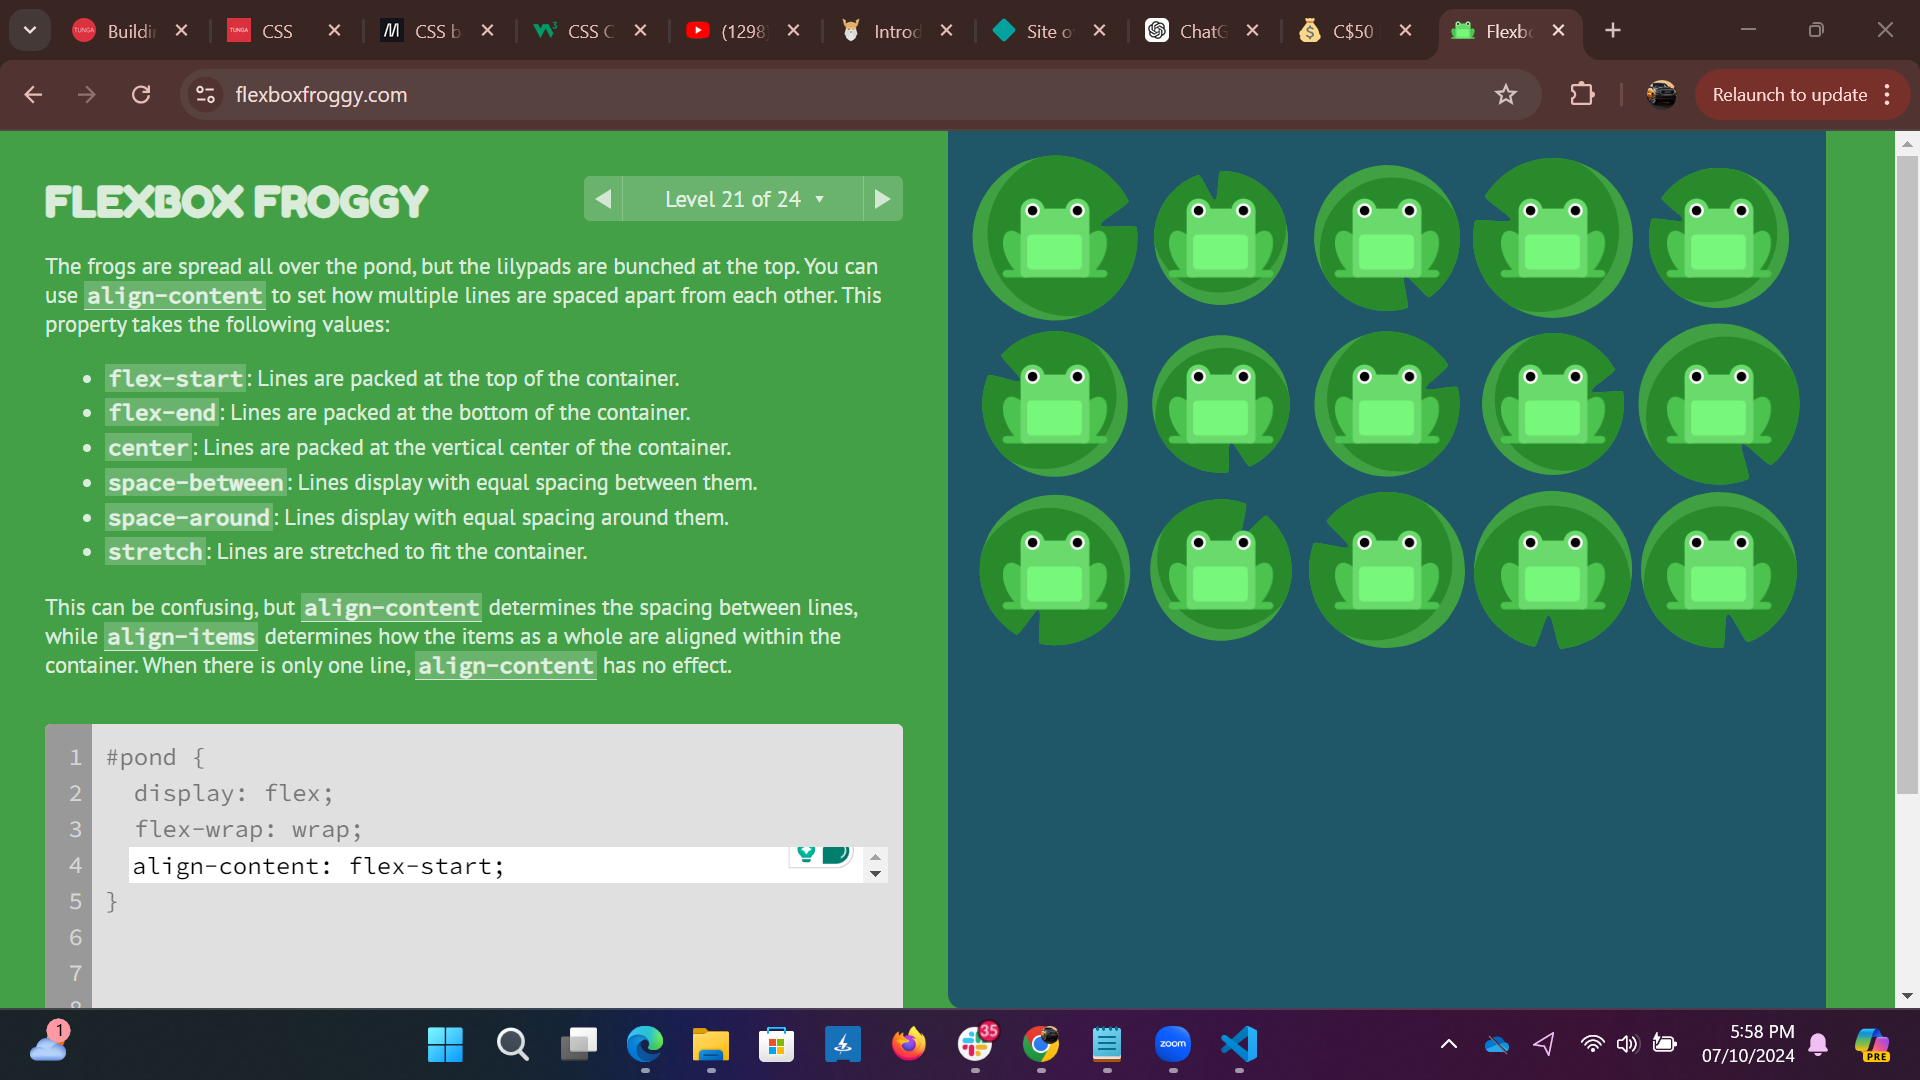 Buildi
CSS
CSS b
CSS C
(1298
Introd
Site o
ChatG
C$50
Flexb
flexboxfroggy.com
Relaunch to update
FLEXBOX FROGGY
Level 21 of 24
The frogs are spread all over the pond, but the lilypads are bunched at the top. You can
use align-content to set how multiple lines are spaced apart from each other. This
property takes the following values:
flex-start: Lines are packed at the top of the container.
flex-end: Lines are packed at the bottom of the container.
center: Lines are packed at the vertical center of the container.
space-between: Lines display with equal spacing between them.
space-around: Lines display with equal spacing around them.
stretch: Lines are stretched to fit the container.
This can be confusing, but align-content determines the spacing between lines,
while align-items determines how the items as a whole are aligned within the
container. When there is only one line, align-content has no effect.
1 #pond {
2 display: flex;
3 flex-wrap: wrap;
4 align-content: flex-start;
5 }
6
7
1
35
zoom
5:58 PM
07/10/2024
PRE